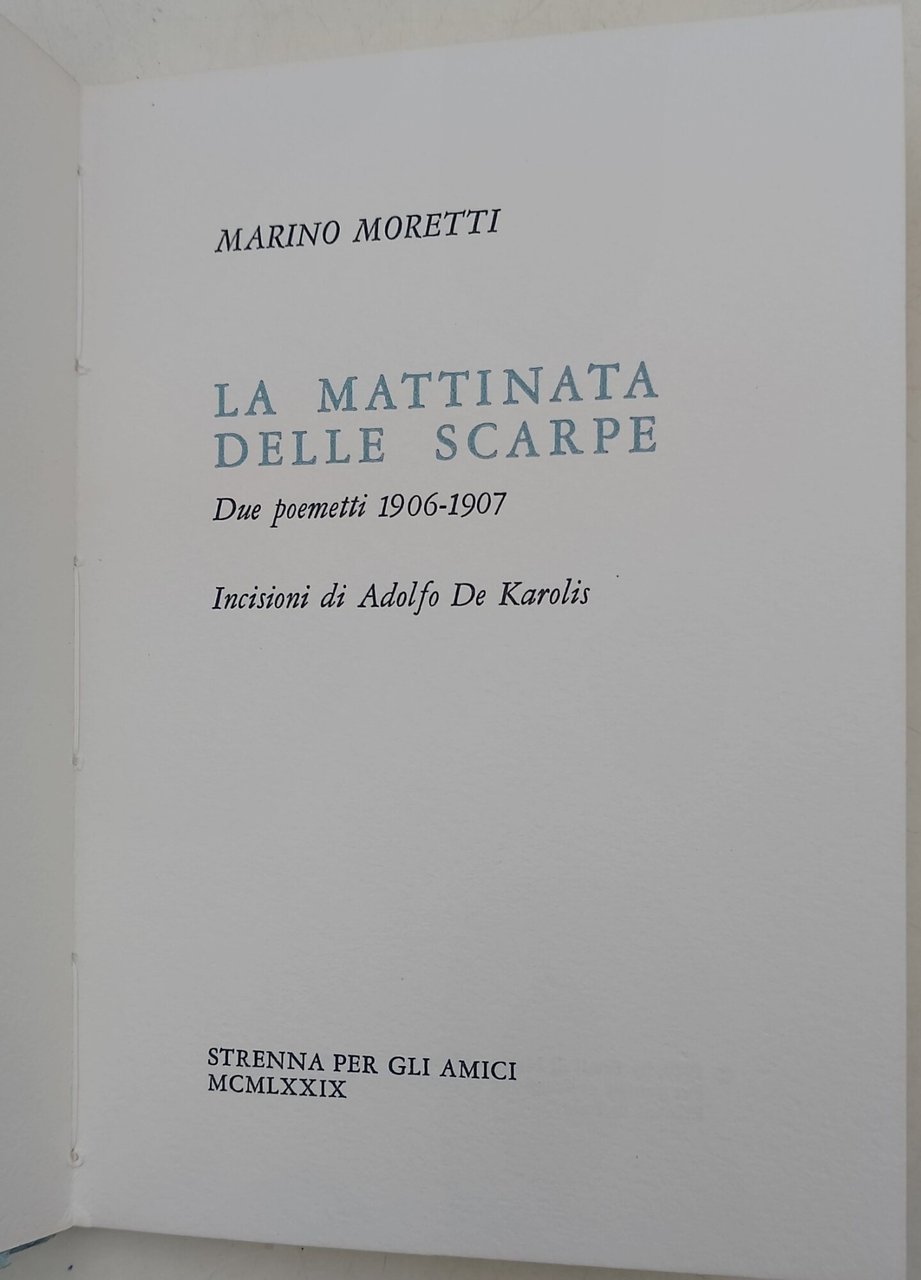 MARINO MORETTI
LA MATTINATA
DELLE SCARPE
Due poemetti 1906-1907
Incisioni di Adolfo De Karolis
STRENNA PER GLI AMICI
MCMLXXIX